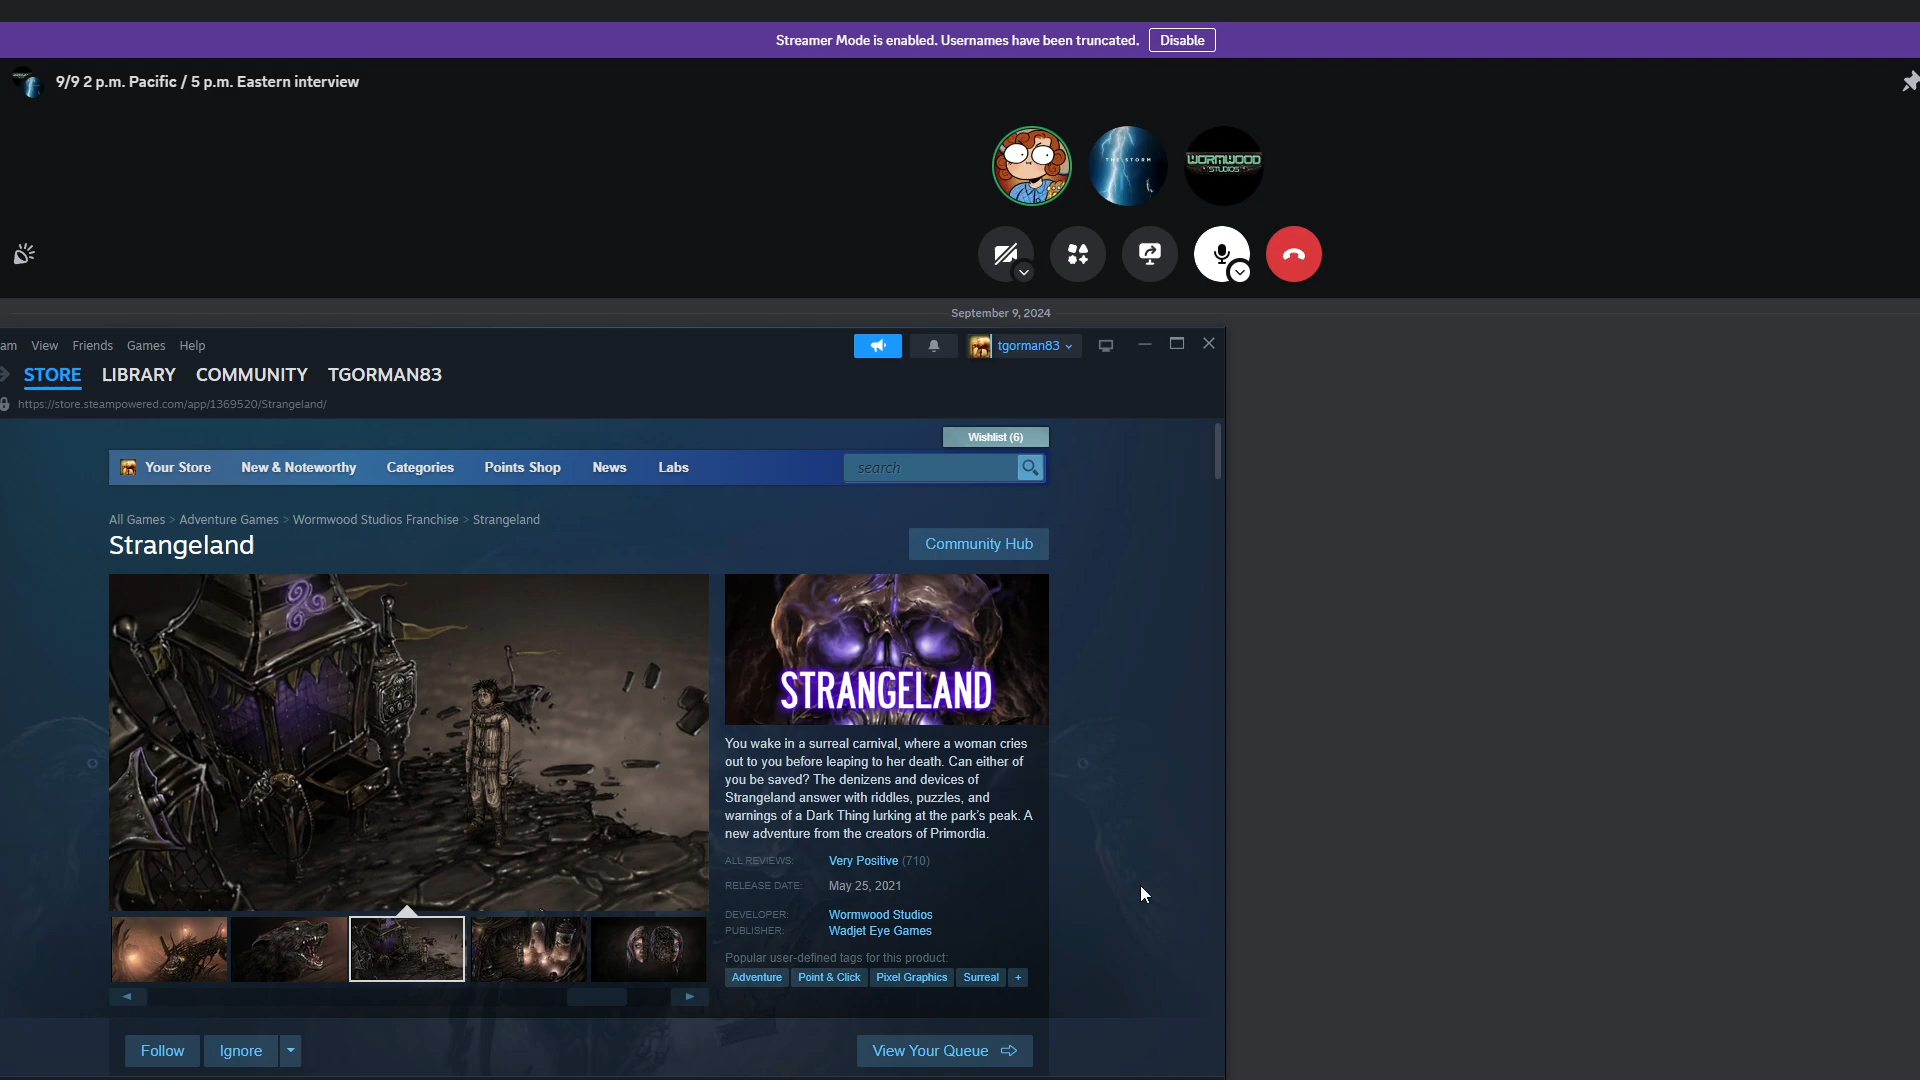 Streamer Mode is enabled. Usernames have been truncated. Disable
9/9 2 p.m. Pacific / 5 p.m. Eastern interview
THE STORM
WORMWOOD
STUDIOS
September 9, 2024
am View Friends Games Help
tgorman83
STORE LIBRARY COMMUNITY TGORMAN83
https://store.steampowered.com/app/1369520/Strangeland/
Wishlist (6)
Your Store New & Noteworthy Categories Points Shop News Labs search
All Games > Adventure Games > Wormwood Studios Franchise > Strangeland
Strangeland
Community Hub
STRANGELAND
You wake in a surreal carnival, where a woman cries
out to you before leaping to her death. Can either of
you be saved? The denizens and devices of
Strangeland answer with riddles, puzzles, and
warnings of a Dark Thing lurking at the park's peak. A
new adventure from the creators of Primordia.
ALL REVIEWS: Very Positive (710)
RELEASE DATE: May 25, 2021
DEVELOPER: Wormwood Studios
PUBLISHER: Wadjet Eye Games
Popular user-defined tags for this product:
Adventure Point & Click Pixel Graphics Surreal +
Follow Ignore View Your Queue